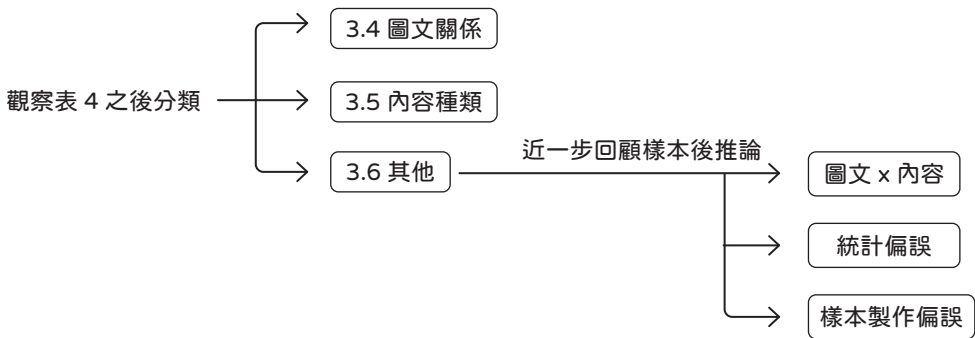 3.4 圖文關係
觀察表 4 之後分類
3.5 內容種類
近一步回顧樣本後推論
3.6 其他
圖文 x 內容
統計偏誤
樣本製作偏誤